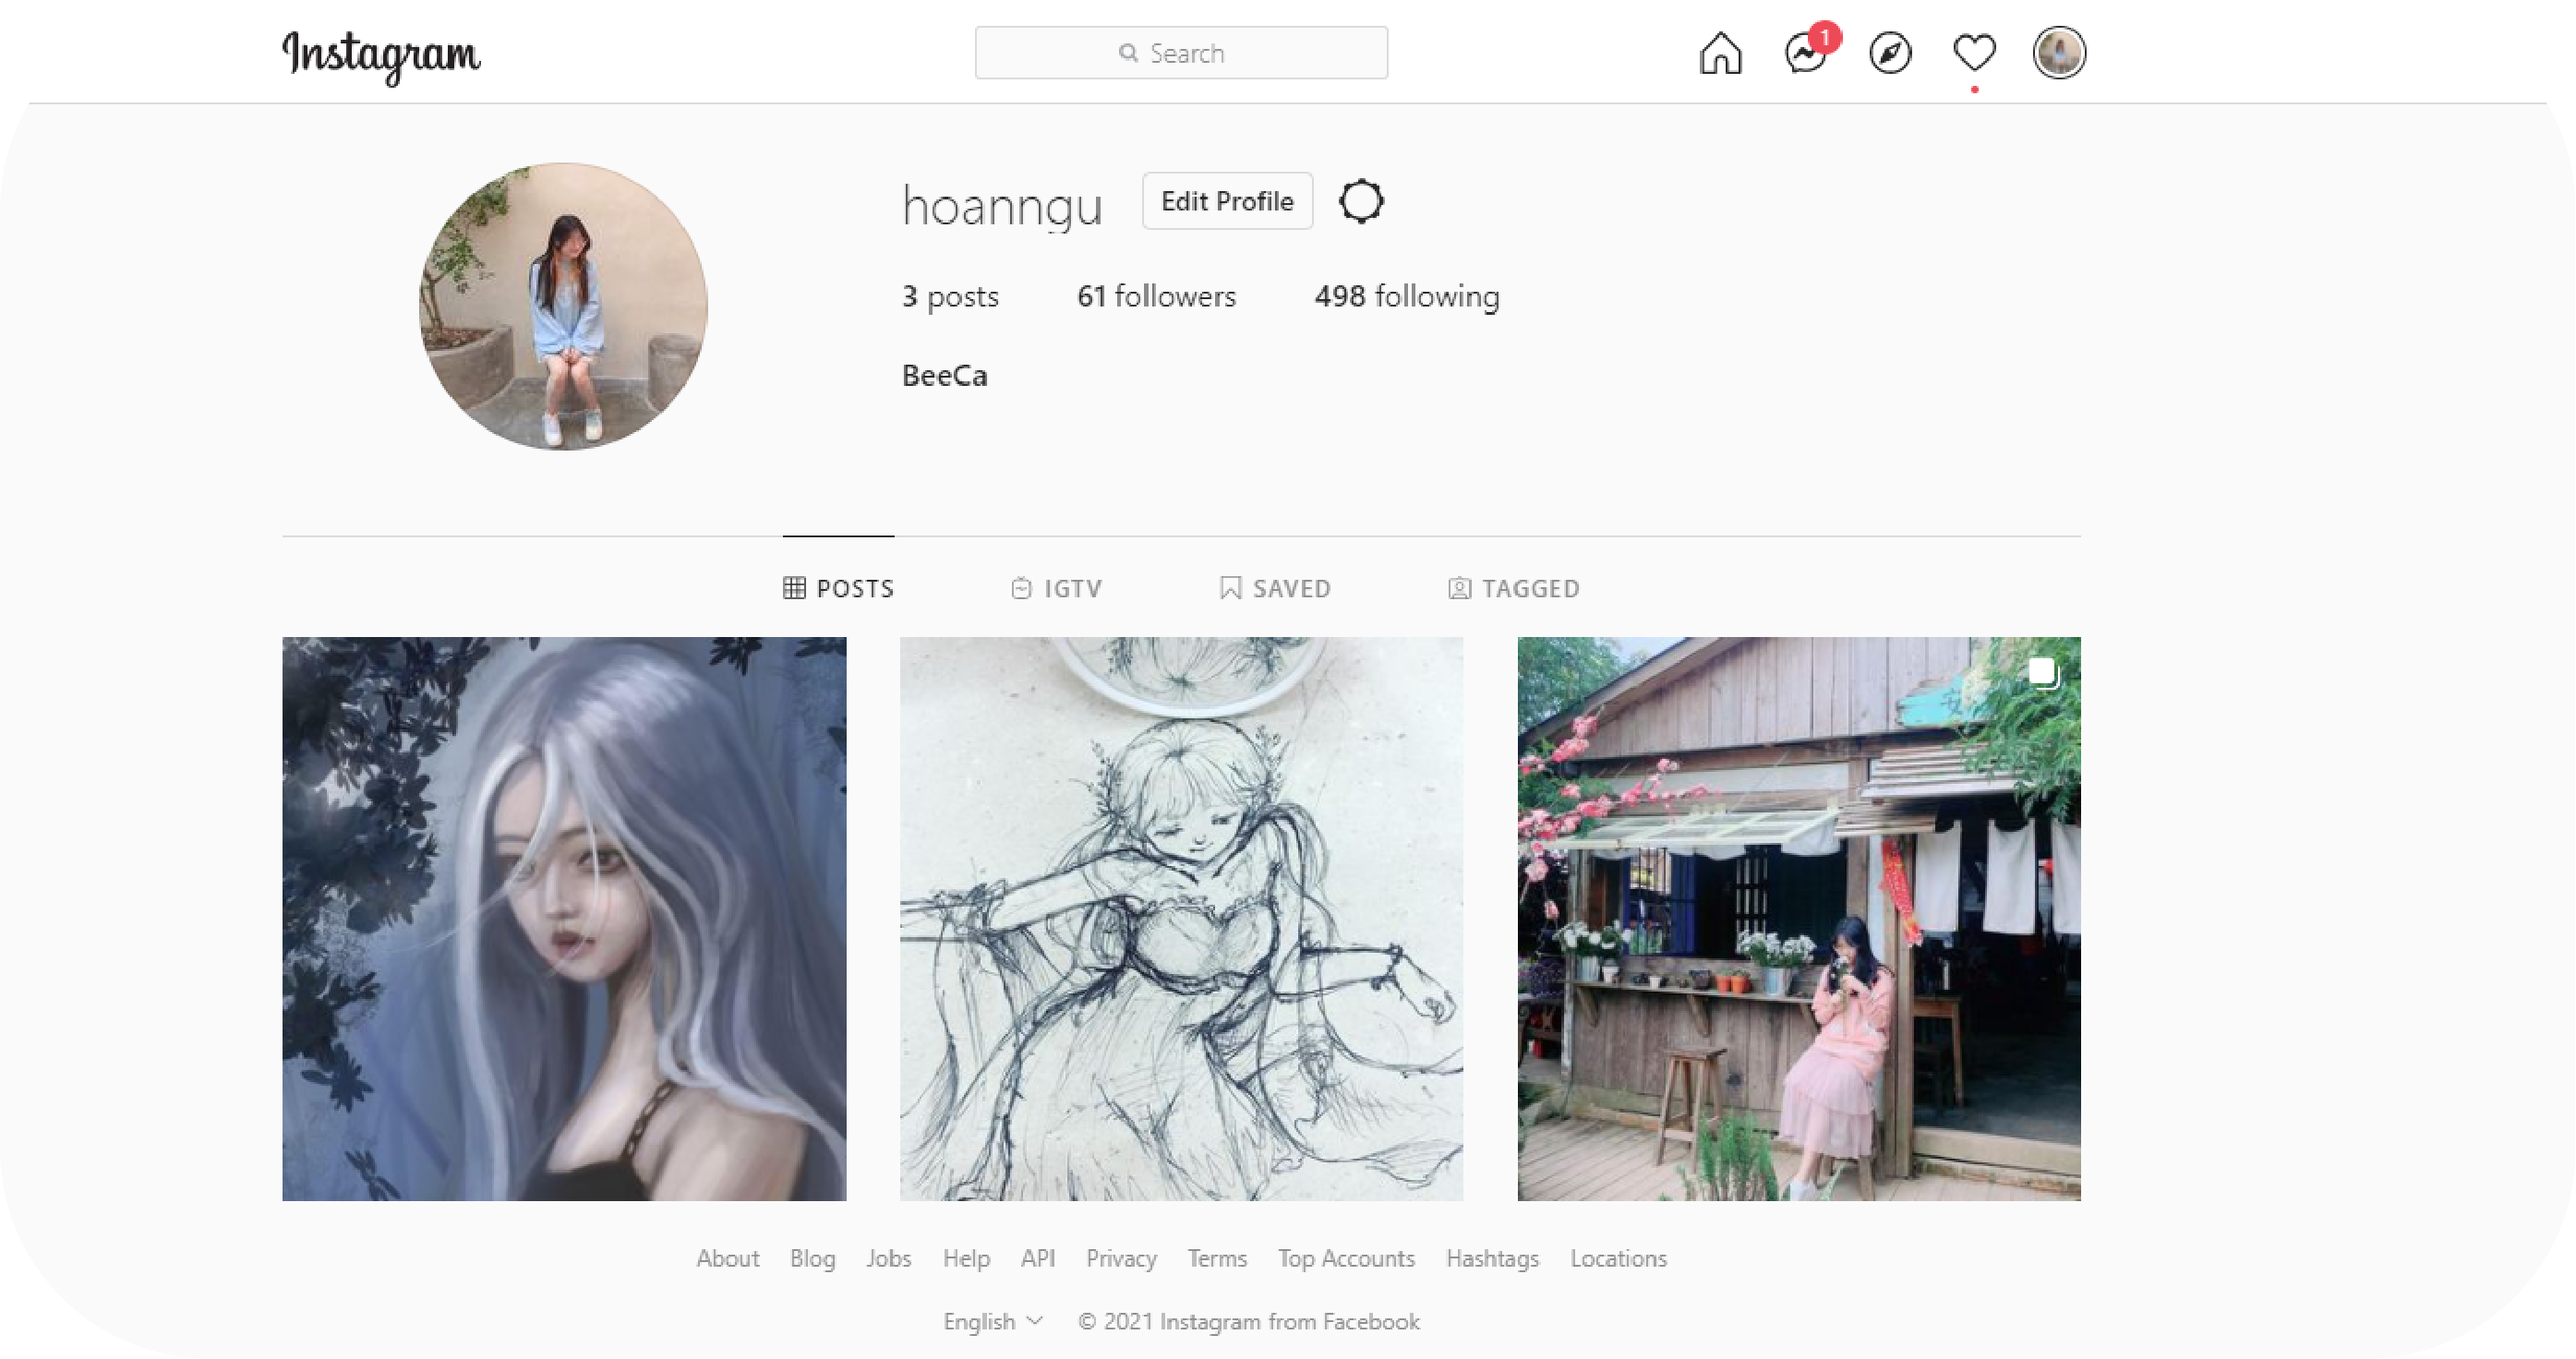 Instagram
Search
1
hoanngu
Edit Profile
3 posts 61 followers 498 following
BeeCa
POSTS IGTV SAVED TAGGED
About Blog Jobs Help API Privacy Terms Top Accounts Hashtags Locations
English © 2021 Instagram from Facebook